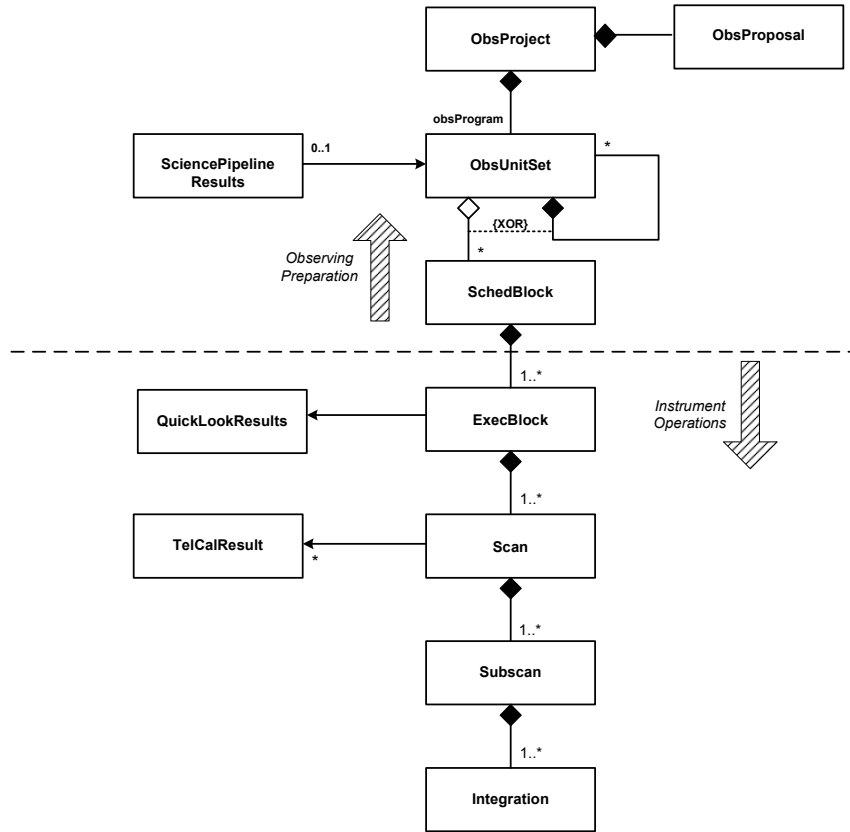 ObsProject
ObsProposal
obsProgram
SciencePipeline
Results
0..1
ObsUnitSet
*
{XOR}
*
Observing
Preparation
SchedBlock
1..*
QuickLookResults
ExecBlock
Instrument
Operations
1..*
TelCalResult
*
Scan
1..*
Subscan
1..*
Integration